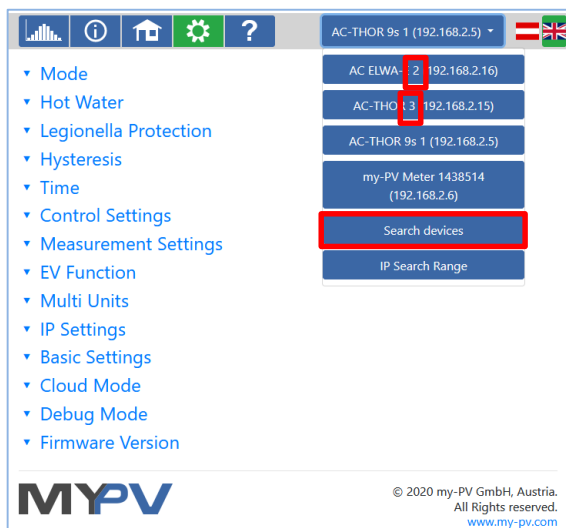 ?
AC-THOR 9s 1 (192.168.2.5)
Mode
Hot Water
Legionella Protection
Hysteresis
Time
Control Settings
Measurement Settings
EV Function
Multi Units
IP Settings
Basic Settings
Cloud Mode
Debug Mode
Firmware Version
AC ELWA-E 2 (192.168.2.16)
AC-THOR 3 (192.168.2.15)
AC-THOR 9s 1 (192.168.2.5)
my-PV Meter 1438514
(192.168.2.6)
Search devices
IP Search Range
MYPV
© 2020 my-PV GmbH, Austria.
All Rights reserved.
www.my-pv.com